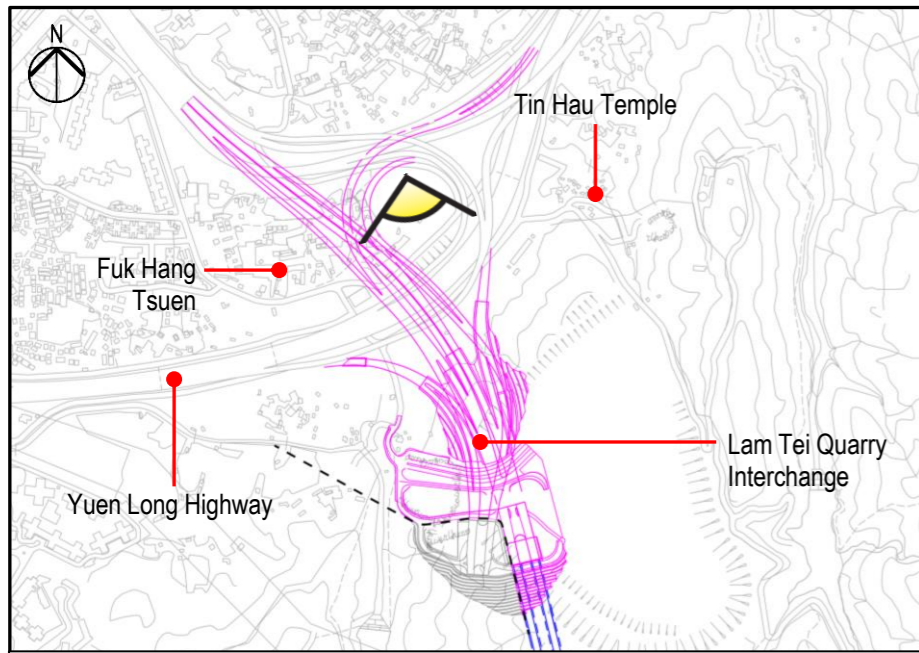 N
Tin Hau Temple
Fuk Hang
Tsuen
Lam Tei Quarry
Interchange
Yuen Long Highway